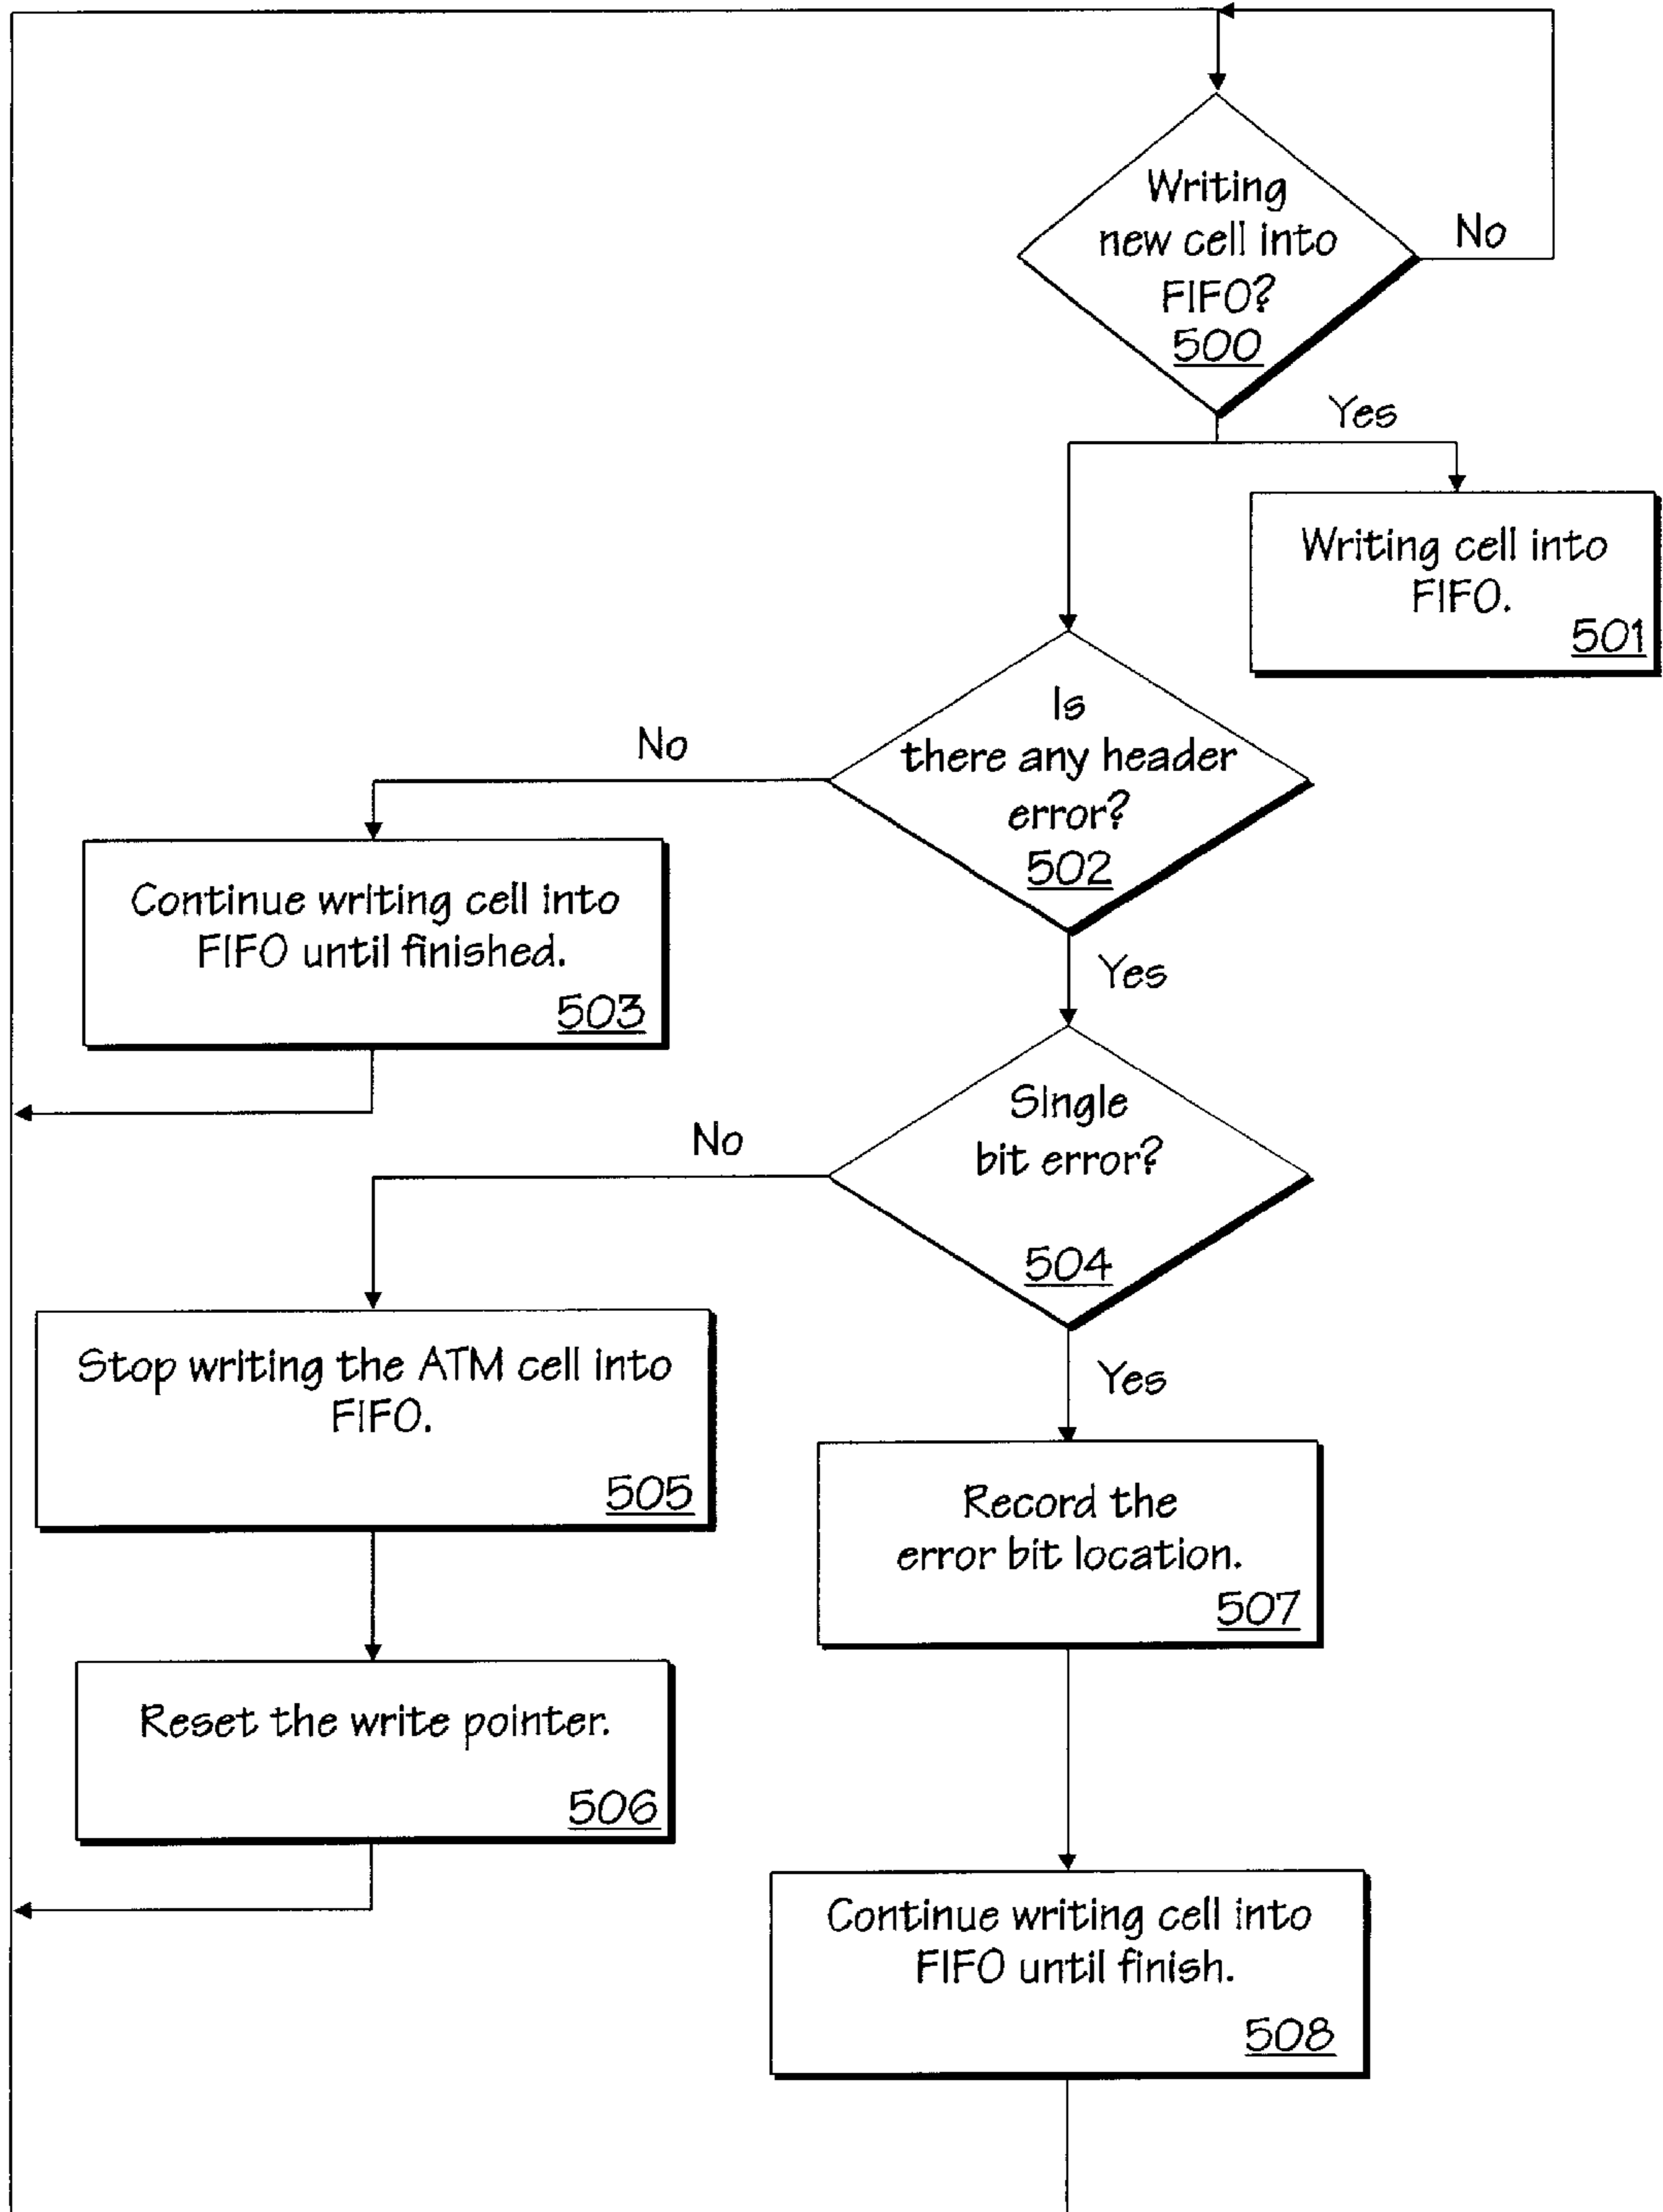 Writing
new cell into
FIFO?
500
No
Yes
Writing cell into
FIFO.
501
Is
there any header
error?
502
No
Continue writing cell into
FIFO until finished.
503
Yes
Single
bit error?
504
No
Stop writing the ATM cell into
FIFO.
505
Yes
Record the
error bit location.
507
Reset the write pointer.
506
Continue writing cell into
FIFO until finish.
508